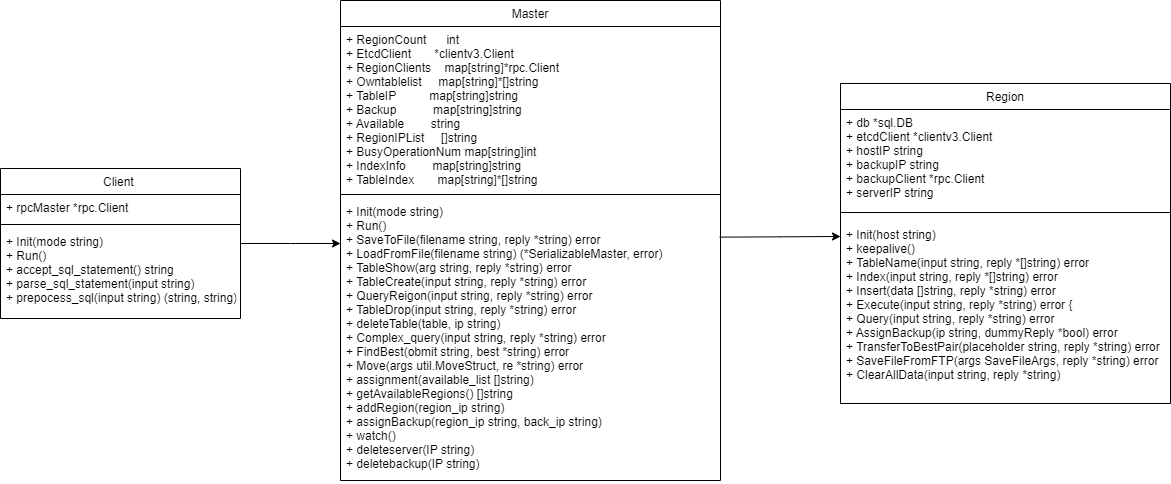 Client
+ rpcMaster *rpc.Client
+ Init(mode string)
+ Run()
+ accept_sql_statement() string
+ parse_sql_statement(input string)
+ prepocess_sql(input string) (string, string)
Master
+ RegionCount int
+ EtcdClient *clientv3.Client
+ RegionClients map[string]*rpc.Client
+ Owntablelist map[string]*[]string
+ TableIP map[string]string
+ Backup map[string]string
+ Available string
+ RegionIPList []string
+ BusyOperationNum map[string]int
+ IndexInfo map[string]string
+ TableIndex map[string]*[]string
+ Init(mode string)
+ Run()
+ SaveToFile(filename string, reply *string) error
+ LoadFromFile(filename string) (*SerializableMaster, error)
+ TableShow(arg string, reply *string) error
+ TableCreate(input string, reply *string) error
+ QueryReigon(input string, reply *string) error
+ TableDrop(input string, reply *string) error
+ deleteTable(table, ip string)
+ Complex_query(input string, reply *string) error
+ FindBest(obmit string, best *string) error
+ Move(args util.MoveStruct, re *string) error
+ assignment(available_list []string)
+ getAvailableRegions() []string
+ addRegion(region_ip string)
+ assignBackup(region_ip string, back_ip string)
+ watch()
+ deleteserver(IP string)
+ deletebackup(IP string)
Region
+ db *sql.DB
+ etcdClient *clientv3.Client
+ hostIP string
+ backupIP string
+ backupClient *rpc.Client
+ serverIP string
+ Init(host string)
+ keepalive()
+ TableName(input string, reply *[]string) error
+ Index(input string, reply *[]string) error
+ Insert(data []string, reply *string) error
+ Execute(input string, reply *string) error {
+ Query(input string, reply *string) error
+ AssignBackup(ip string, dummyReply *bool) error
+ TransferToBestPair(placeholder string, reply *string) error
+ SaveFileFromFTP(args SaveFileArgs, reply *string) error
+ ClearAllData(input string, reply *string)